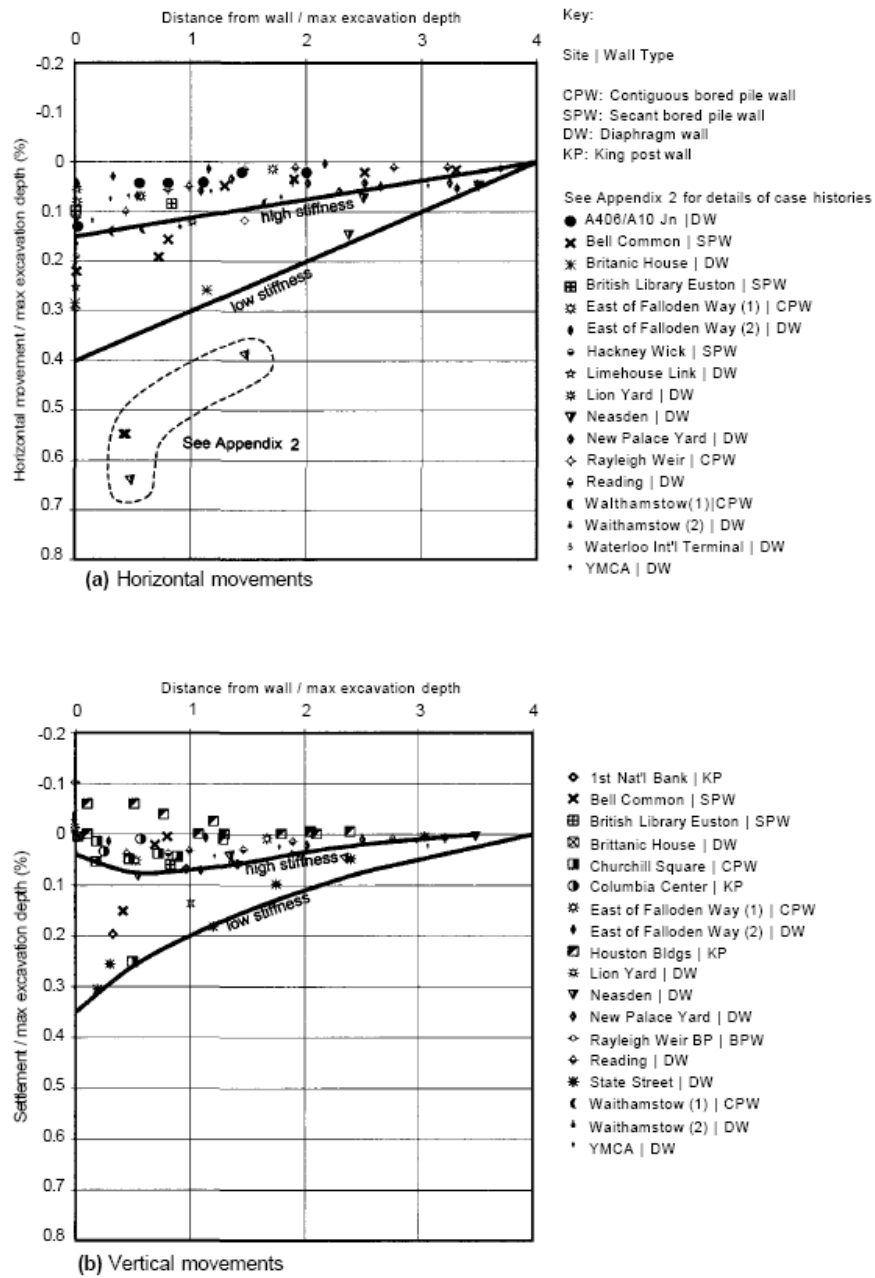 Distance from wall / max excavation depth
0 1 2 3 4
-0.2
-0.1
0
0.1
0.2
0.3
0.4
0.5
0.6
0.7
0.8
Horizontal movement / max excavation depth (%)
high stiffness
low stiffness
See Appendix 2
(a) Horizontal movements
Key:
Site | Wall Type
CPW: Contiguous bored pile wall
SPW: Secant bored pile wall
DW: Diaphragm wall
KP: King post wall
See Appendix 2 for details of case histories
A406/A10 Jn |DW
Bell Common | SPW
Britanic House | DW
British Library Euston | SPW
East of Falloden Way (1) | CPW
East of Falloden Way (2) | DW
Hackney Wick | SPW
Limehouse Link | DW
Lion Yard | DW
Neasden | DW
New Palace Yard | DW
Rayleigh Weir | CPW
Reading | DW
Walthamstow(1)|CPW
Waithamstow (2) | DW
Waterloo Int'l Terminal | DW
YMCA | DW
Distance from wall / max excavation depth
0 1 2 3 4
-0.2
-0.1
0
0.1
0.2
0.3
0.4
0.5
0.6
0.7
0.8
Settlement / max excavation depth (%)
high stiffness
low stiffness
(b) Vertical movements
1st Nat'l Bank | KP
Bell Common | SPW
British Library Euston | SPW
Brittanic House | DW
Churchill Square | CPW
Columbia Center | KP
East of Falloden Way (1) | CPW
East of Falloden Way (2) | DW
Houston Bldgs | KP
Lion Yard | DW
Neasden | DW
New Palace Yard | DW
Rayleigh Weir BP | BPW
Reading | DW
State Street | DW
Waithamstow (1) | CPW
Waithamstow (2) | DW
YMCA | DW